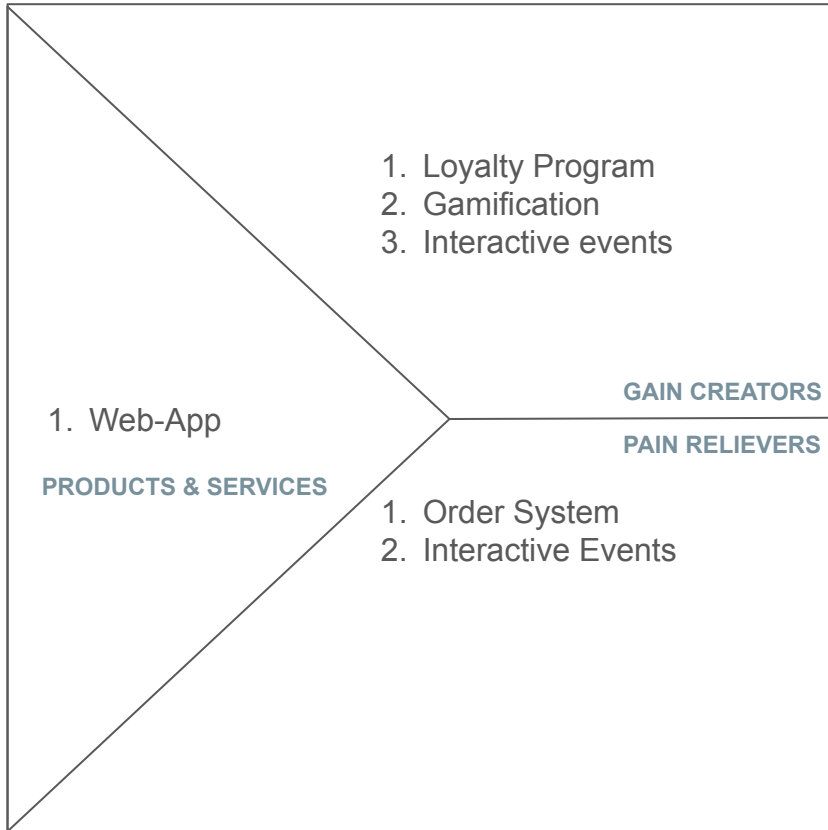 1. Loyalty Program
2. Gamification
3. Interactive events
GAIN CREATORS
1. Web-App
PRODUCTS & SERVICES
PAIN RELIEVERS
1. Order System
2. Interactive Events